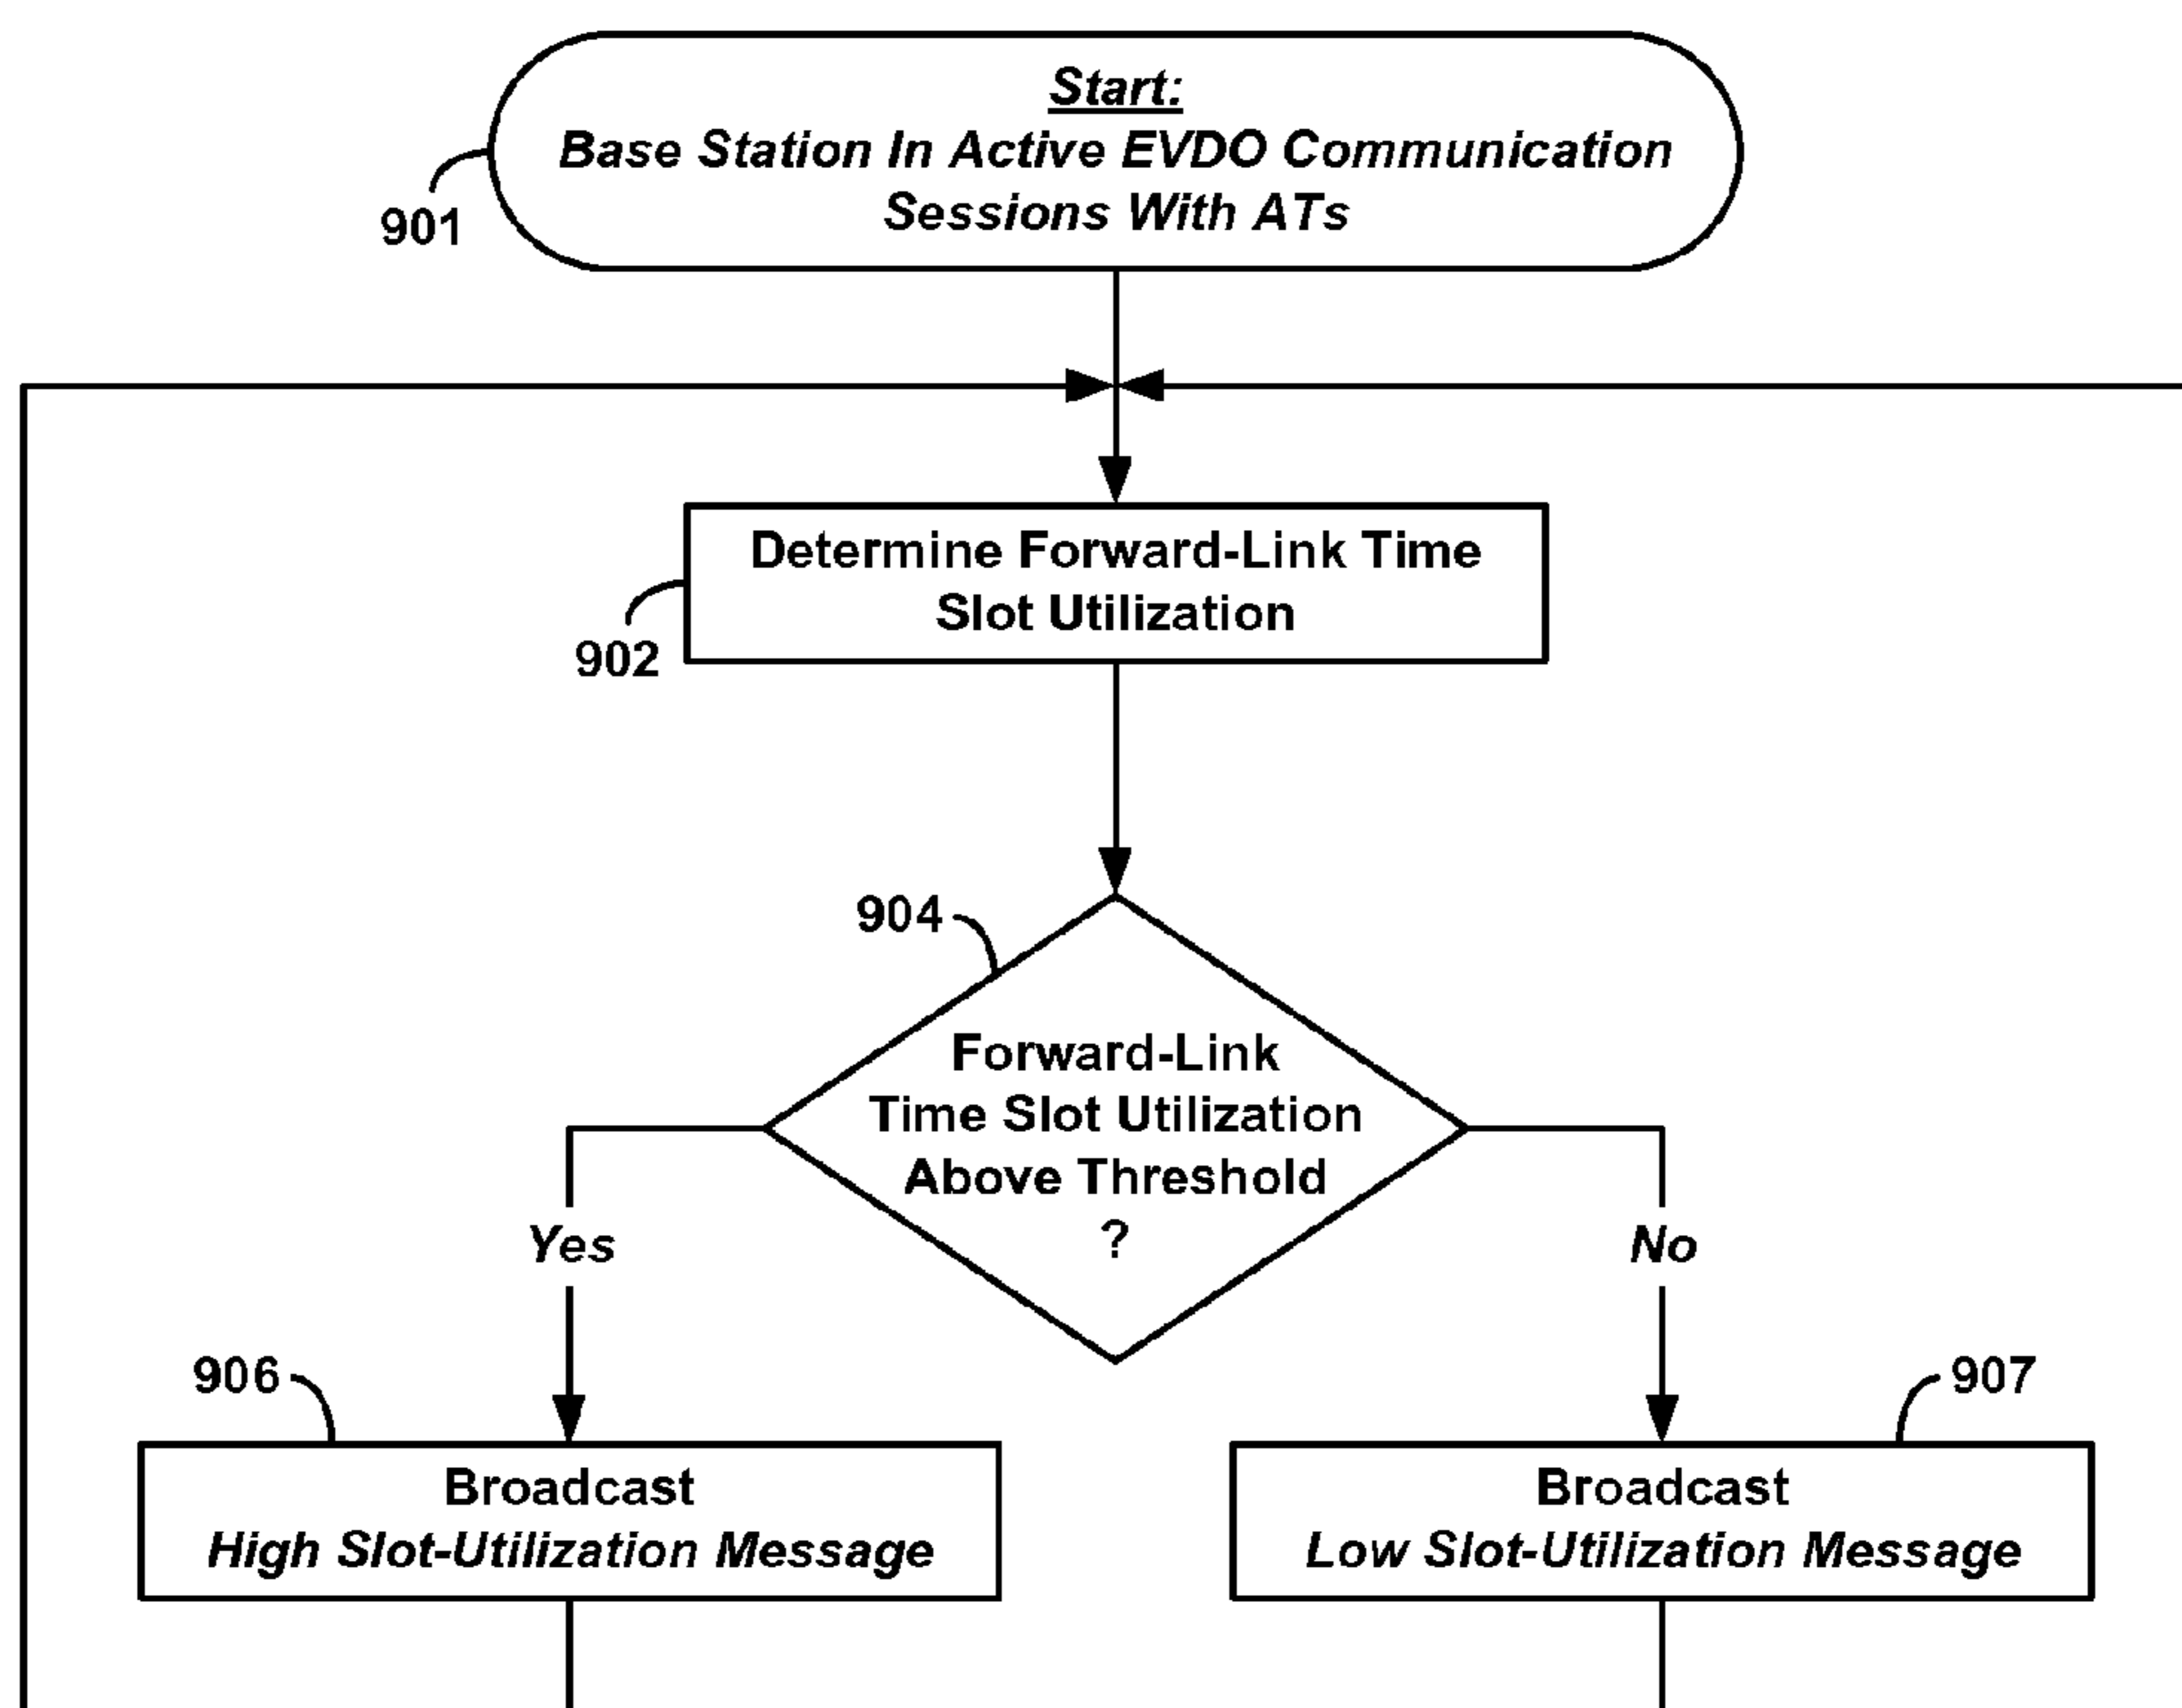 Start:
Base Station In Active EVDO Communication
Sessions With ATs
901
Determine Forward-Link Time
Slot Utilization
902
904
Forward-Link
Time Slot Utilization
Above Threshold
?
Yes
No
906
907
Broadcast
High Slot-Utilization Message
Broadcast
Low Slot-Utilization Message